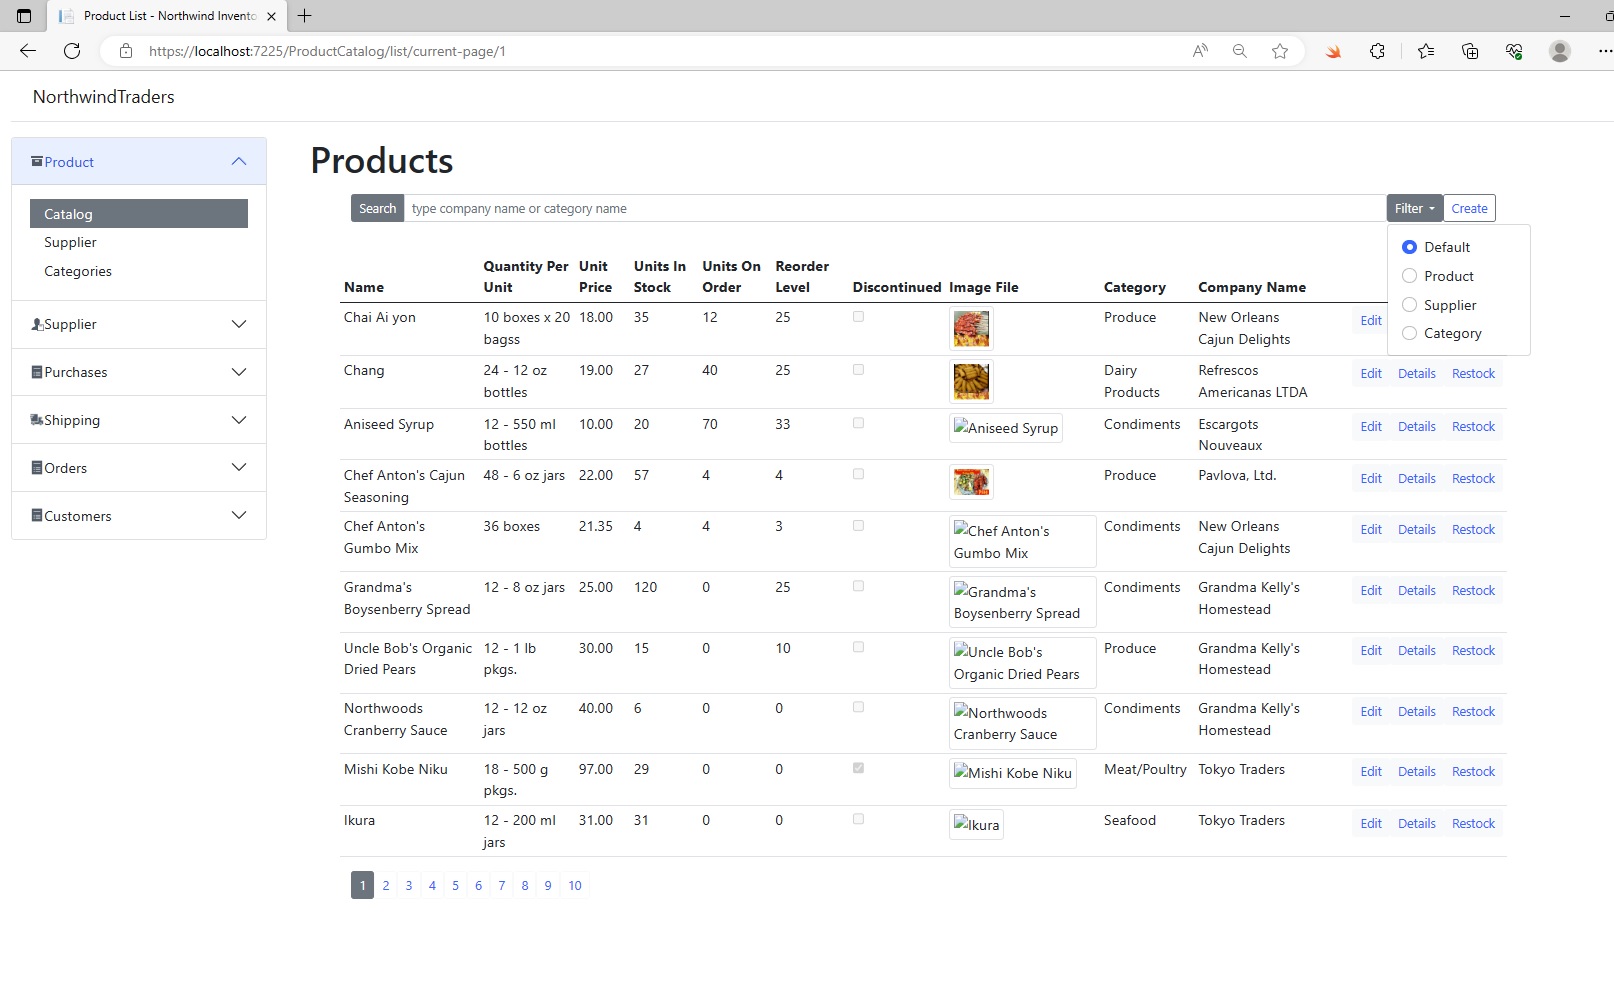 Product List - Northwind Invento
https://localhost:7225/ProductCatalog/list/current-page/1
NorthwindTraders
Product
Catalog
Supplier
Categories
Supplier
Purchases
Shipping
Orders
Customers
Products
Search type company name or category name Filter Create
Default
Product
Supplier
Category
Name Quantity Per Unit Unit Price Units In Stock Units On Order Reorder Level Discontinued Image File Category Company Name
Chai Ai yon 10 boxes x 20 18.00 35 12 25 Produce New Orleans Edit
bagss Cajun Delights
Chang 24 - 12 oz 19.00 27 40 25 Dairy Refrescos Edit Details Restock
bottles Products Americanas LTDA
Aniseed Syrup 12 - 550 ml 10.00 20 70 33 Aniseed Syrup Condiments Escargots Edit Details Restock
bottles Nouveaux
Chef Anton's Cajun 48 - 6 oz jars 22.00 57 4 4 Produce Pavlova, Ltd. Edit Details Restock
Seasoning
Chef Anton's 36 boxes 21.35 4 4 3 Chef Anton's Condiments New Orleans Edit Details Restock
Gumbo Mix Gumbo Mix Cajun Delights
Grandma's 12 - 8 oz jars 25.00 120 0 25 Grandma's Condiments Grandma Kelly's Edit Details Restock
Boysenberry Spread Boysenberry Spread Homestead
Uncle Bob's Organic 12 - 1 lb 30.00 15 0 10 Uncle Bob's Produce Grandma Kelly's Edit Details Restock
Dried Pears pkgs. Organic Dried Pears Homestead
Northwoods 12 - 12 oz 40.00 6 0 0 Northwoods Condiments Grandma Kelly's Edit Details Restock
Cranberry Sauce jars Cranberry Sauce Homestead
Mishi Kobe Niku 18 - 500 g 97.00 29 0 0 Mishi Kobe Niku Meat/Poultry Tokyo Traders Edit Details Restock
pkgs.
Ikura 12 - 200 ml 31.00 31 0 0 Ikura Seafood Tokyo Traders Edit Details Restock
jars
1 2 3 4 5 6 7 8 9 10